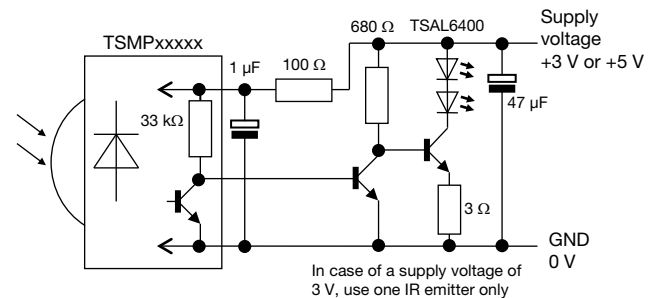 TSMPxxxxx
680 Ω
TSAL6400
Supply
voltage
+3 V or +5 V
1 µF
100 Ω
33 kΩ
47 µF
3 Ω
GND
0 V
In case of a supply voltage of
3 V, use one IR emitter only